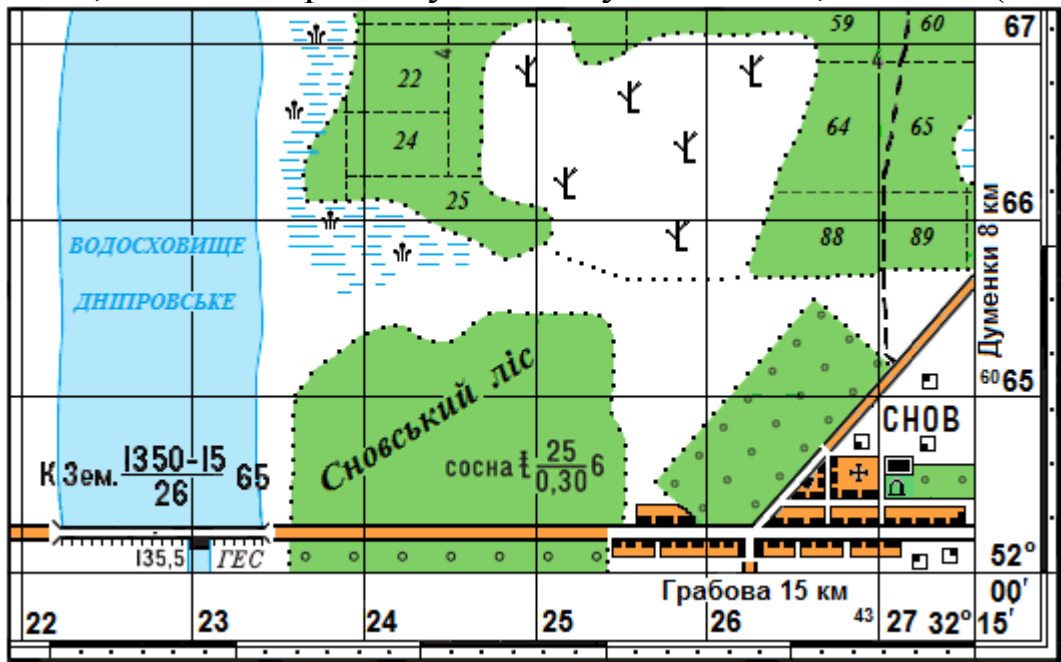 59 60
67
4
4
22
64 65
24
25
66
88 89
Думенки 8 км
ВОДОСХОВИЩЕ
ДНІПРОВСЬКЕ
60 65
Сновський ліс
СНОВ
К.Зем. 1350-15 65
26
сосна 25 6
0,30
135,5 ГЕС
52°
00'
Грабова 15 км
22 23 24 25 26 43 27 32° 15'